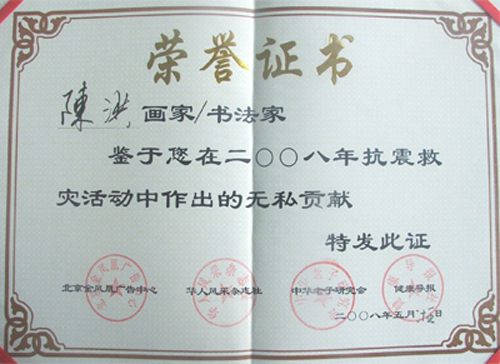 荣誉证书
陳洪 画家/书法家
鉴于您在二〇〇八年抗震救
灾活动中作出的无私贡献
特发此证
北京金凤凰广告中心 华人风采杂志社 中华老子研究会 健康导报
二〇〇八年五月 日